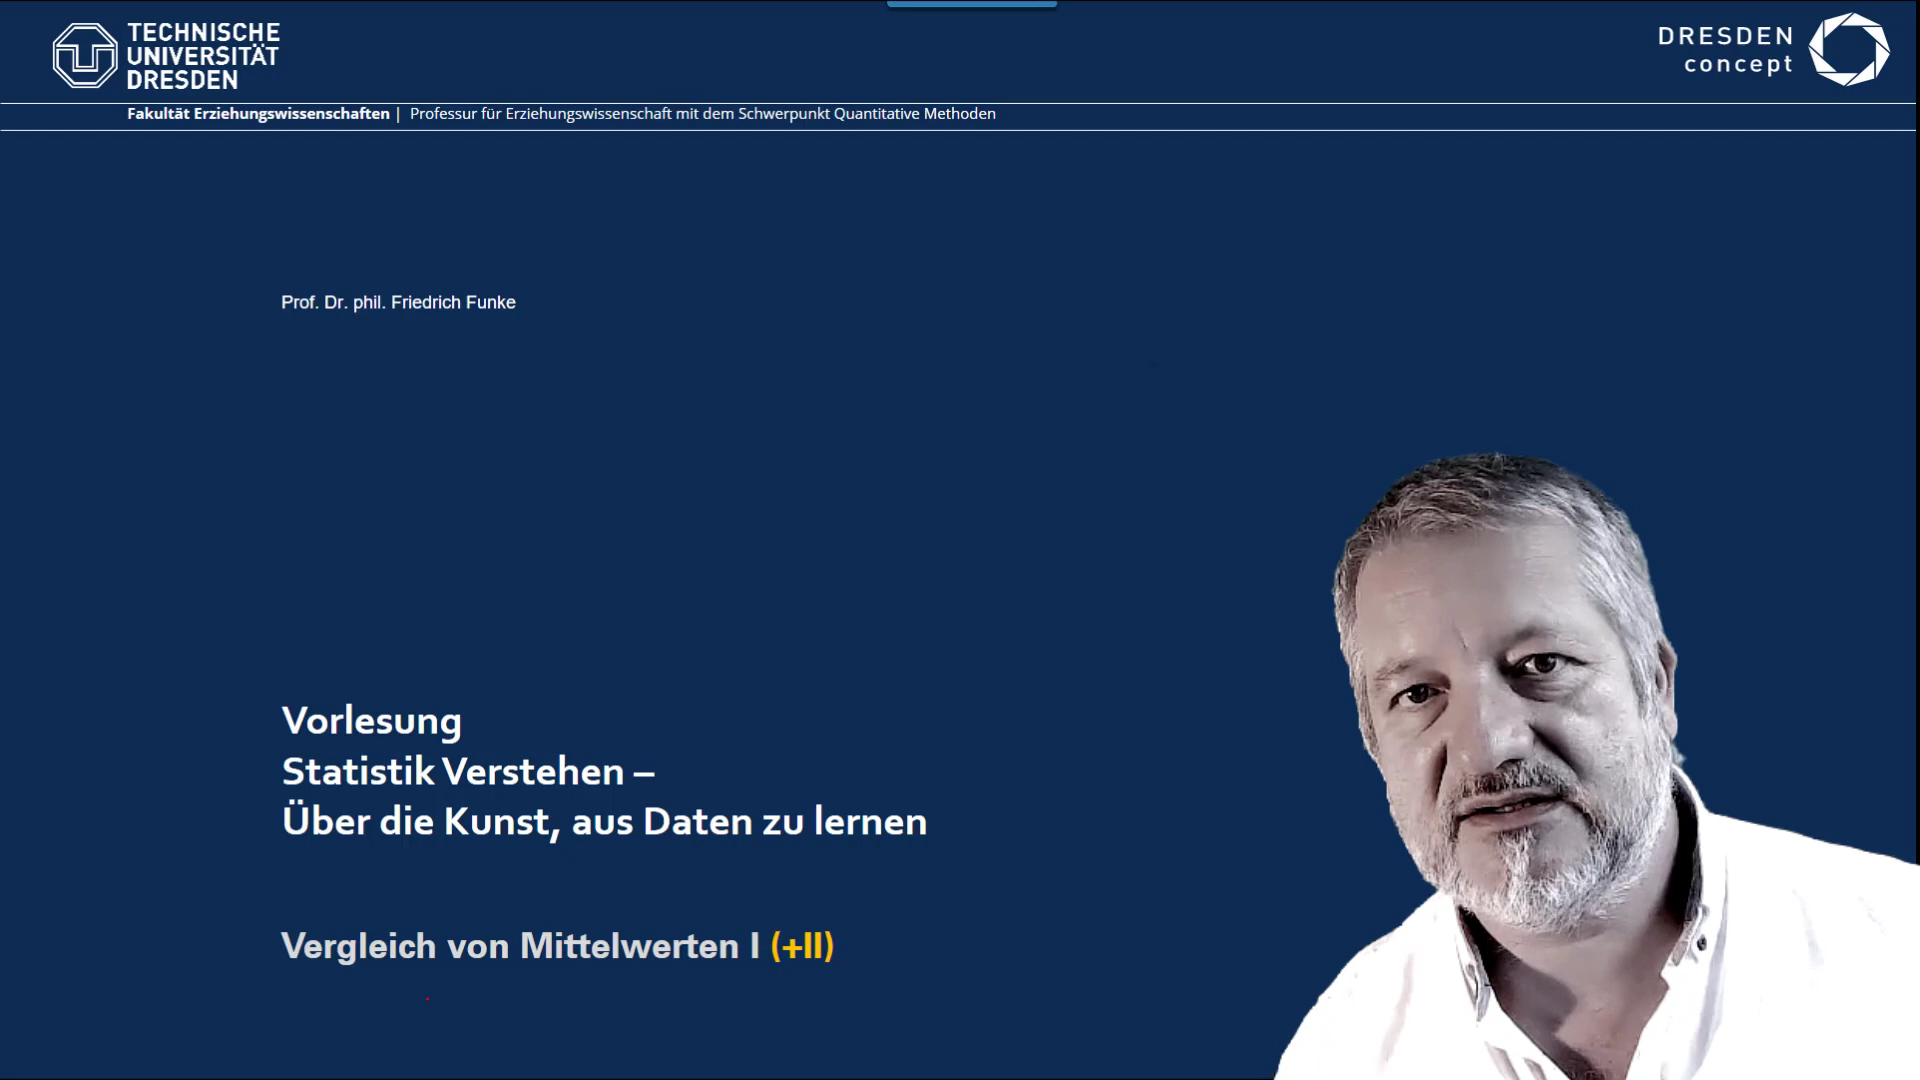 TECHNISCHE
UNIVERSITÄT
DRESDEN
DRESDEN
concept
Fakultät Erziehungswissenschaften | Professur für Erziehungswissenschaft mit dem Schwerpunkt Quantitative Methoden
Prof. Dr. phil. Friedrich Funke
Vorlesung
Statistik Verstehen –
Über die Kunst, aus Daten zu lernen
Vergleich von Mittelwerten I (+II)